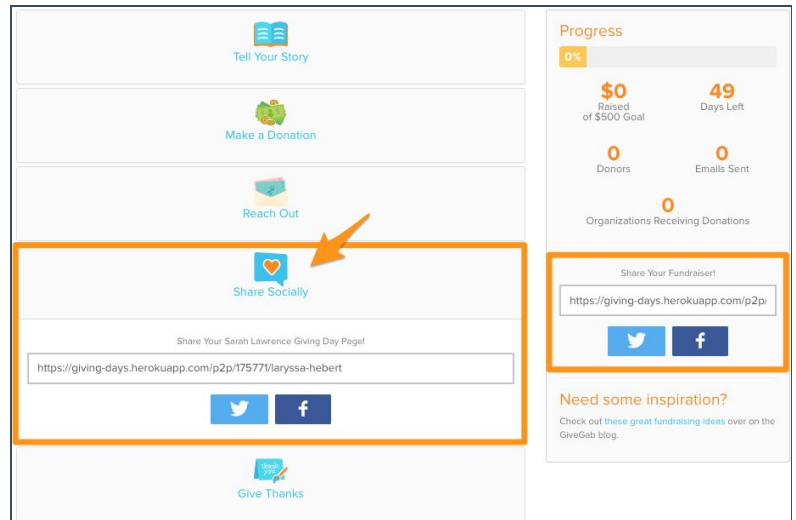 Tell Your Story
Make a Donation
Reach Out
Share Socially
Share Your Sarah Lawrence Giving Day Page!
https://giving-days.herokuapp.com/p2p/175771/laryssa-hebert
thank you
Give Thanks
Progress
0%
$0
Raised
of $500 Goal
49
Days Left
0
Donors
0
Emails Sent
0
Organizations Receiving Donations
Share Your Fundraiser!
https://giving-days.herokuapp.com/p2p/
Need some inspiration?
Check out these great fundraising ideas over on the
GiveGab blog.